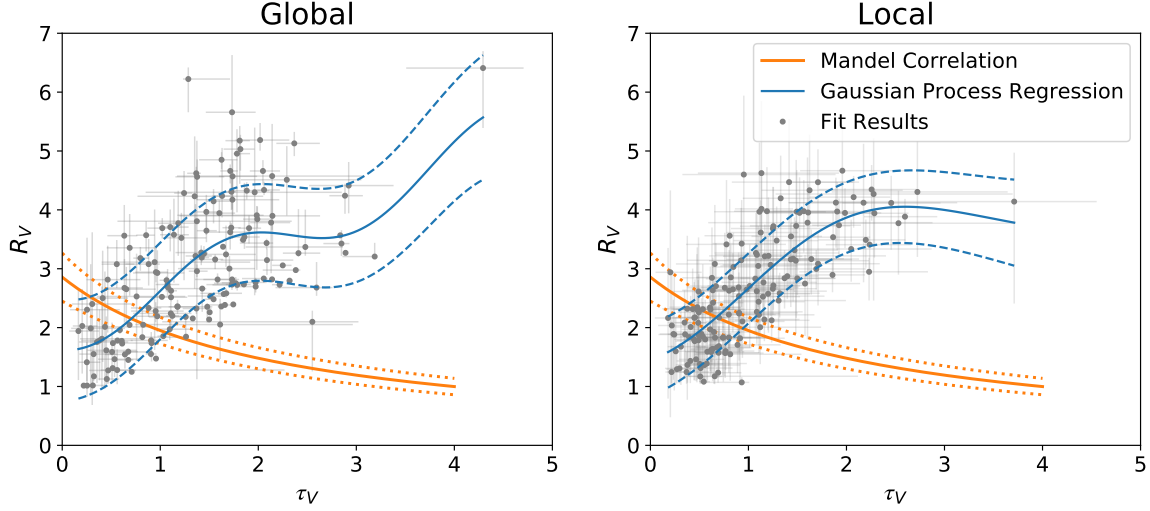 Global
Local
7
6
5
4
3
2
1
0
R_V
0 1 2 3 4 5
τ_V
7
6
5
4
3
2
1
0
R_V
0 1 2 3 4 5
τ_V
Mandel Correlation
Gaussian Process Regression
Fit Results